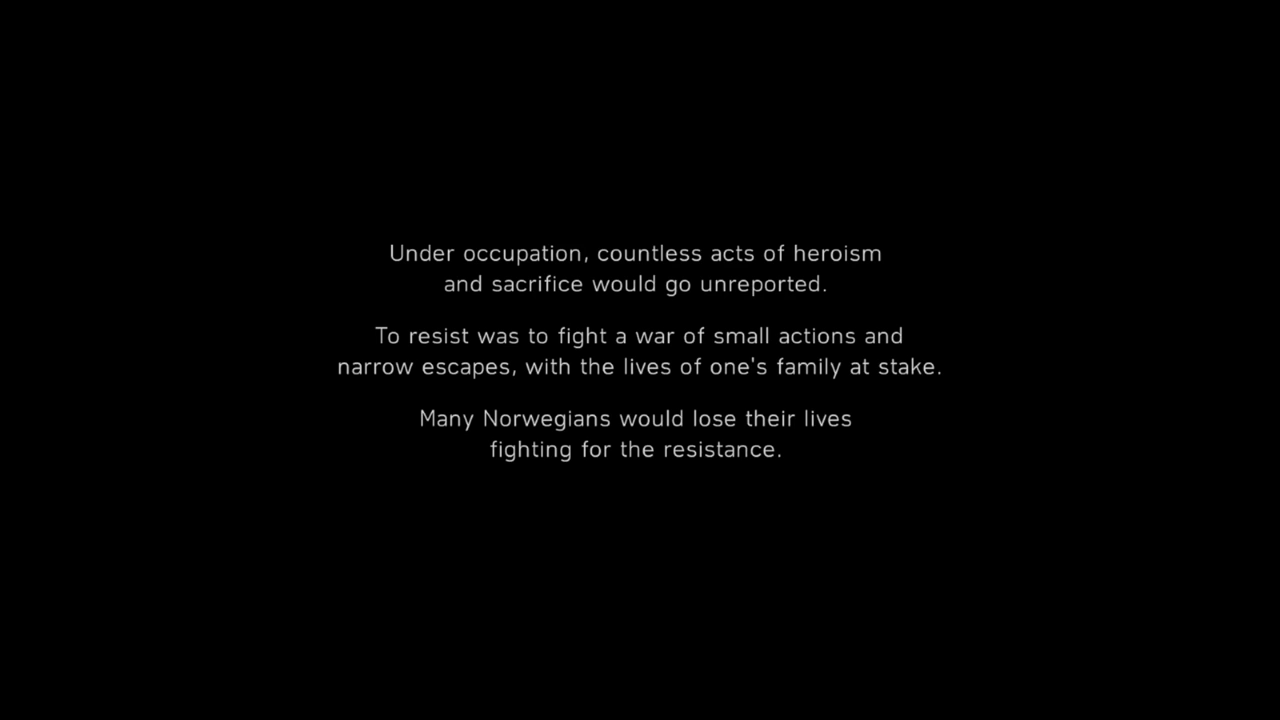 Under occupation, countless acts of heroism
and sacrifice would go unreported.
To resist was to fight a war of small actions and
narrow escapes, with the lives of one's family at stake.
Many Norwegians would lose their lives
fighting for the resistance.